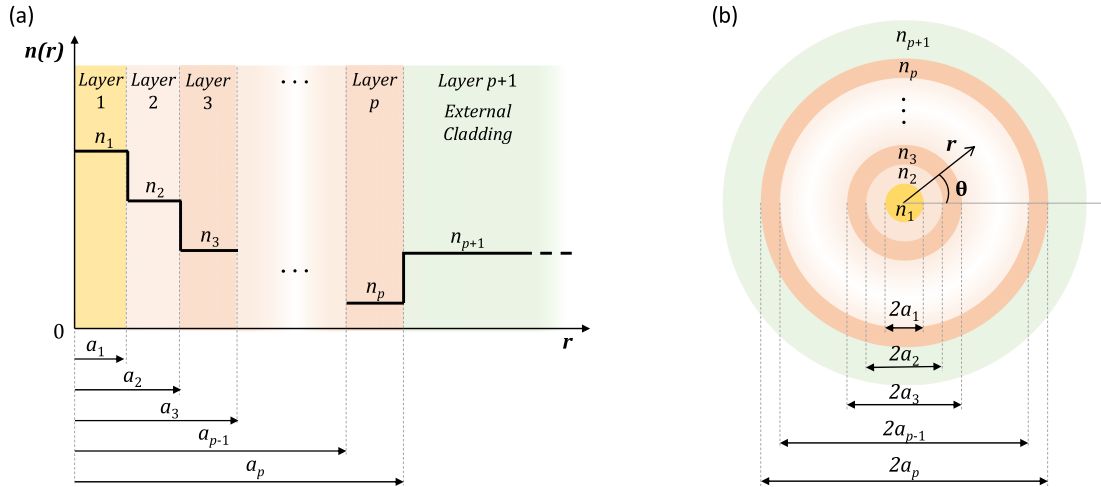 (a)
n(r)
Layer 1
Layer 2
Layer 3
. . .
Layer p
Layer p+1
External Cladding
n1
n2
n3
. . .
np
np+1
0
r
a1
a2
a3
ap-1
ap
(b)
np+1
np
n3
n2
n1
r
θ
2a1
2a2
2a3
2ap-1
2ap